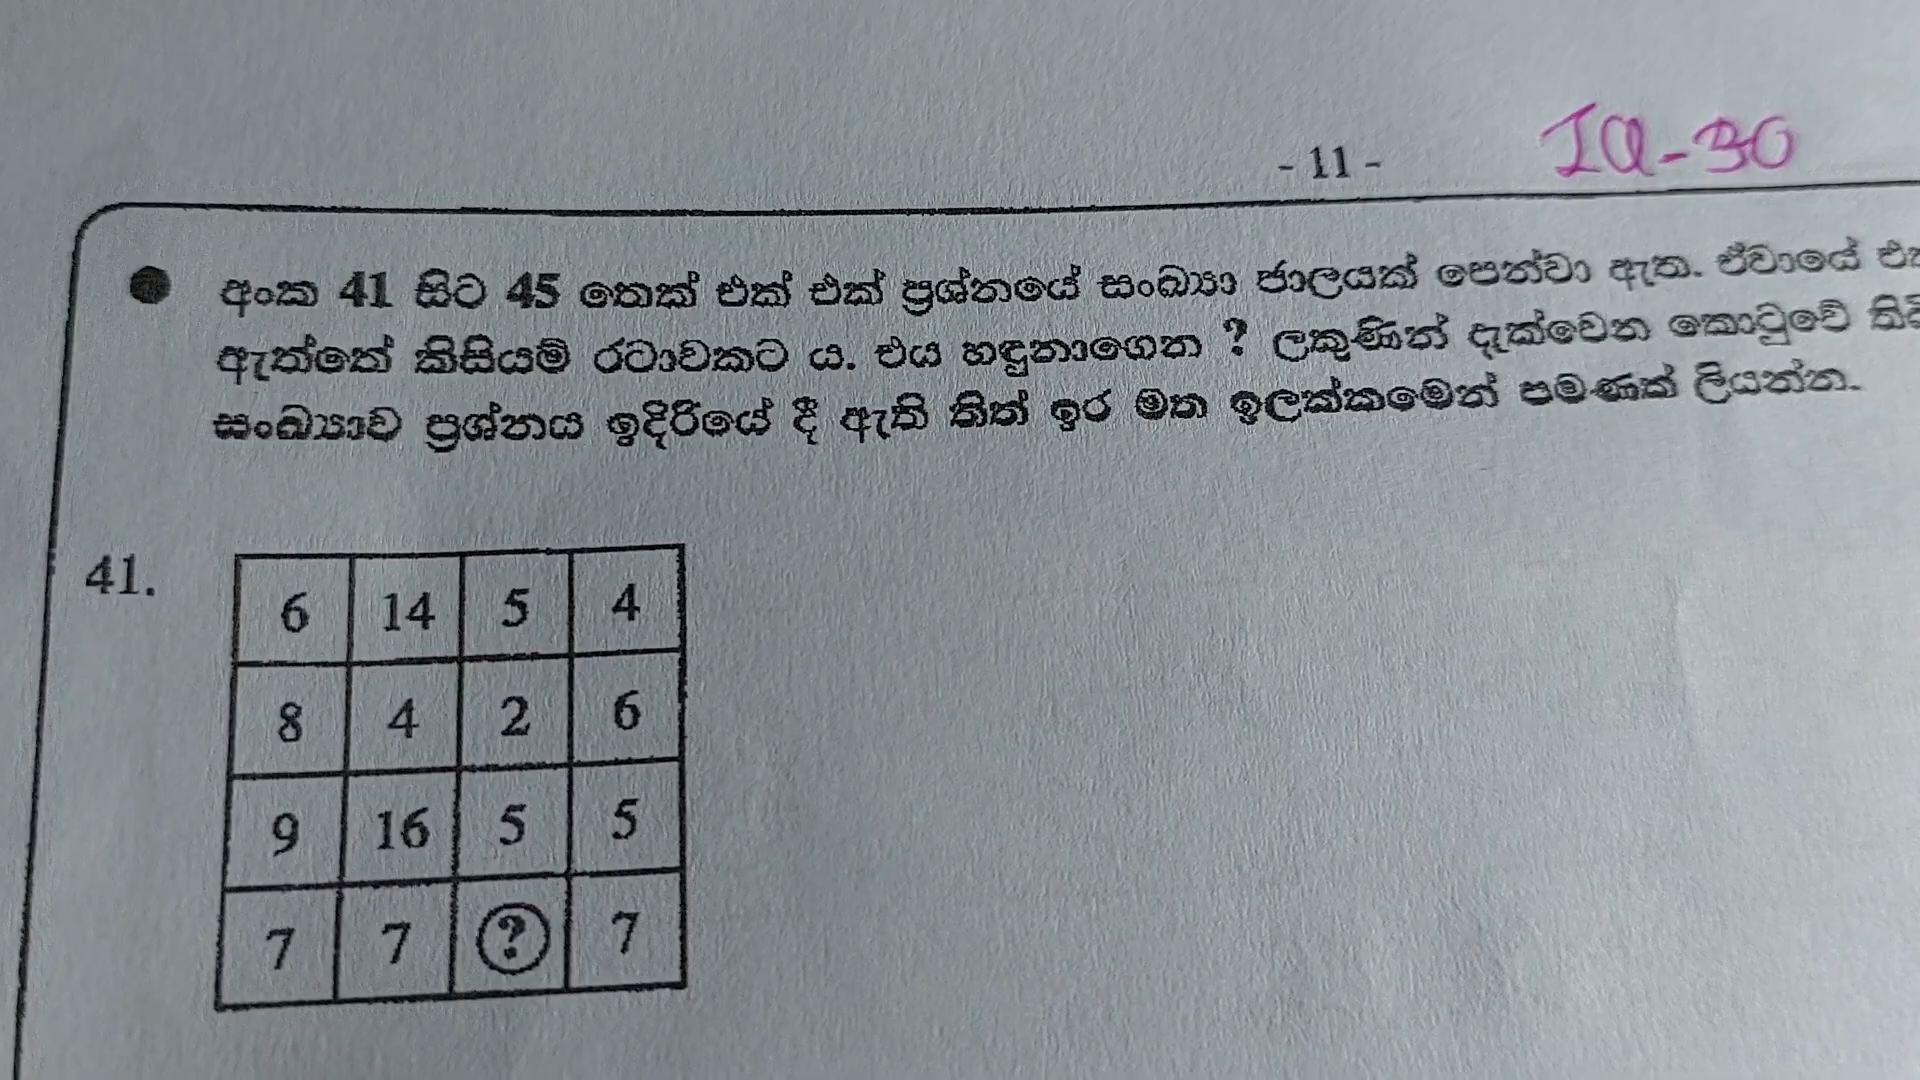 - 11 -
IQ-30
● අංක 41 සිට 45 තෙක් එක් එක් ප්‍රශ්නයේ සංඛ්‍යා ජාලයක් පෙන්වා ඇත. ඒවායේ
ඇත්තේ කිසියම් රටාවකට ය. එය හඳුනාගෙන ? ලකුණින් දැක්වෙන කොටුවේ
සංඛ්‍යාව ප්‍රශ්නය ඉදිරියේ දී ඇති තිත් ඉර මත ඉලක්කමෙන් පමණක් ලියන්න.
41.
6 14 5 4
8 4 2 6
9 16 5 5
7 7 ? 7